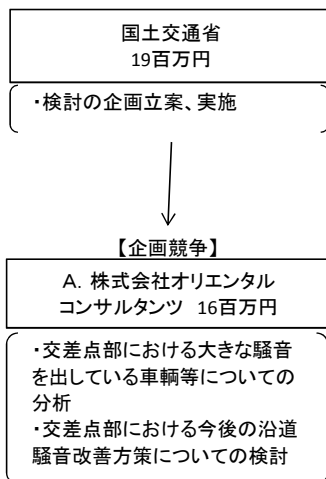 国土交通省
19百万円
・検討の企画立案、実施
【企画競争】
A. 株式会社オリエンタル
コンサルタンツ 16百万円
・交差点部における大きな騒音
を出している車輌等についての
分析
・交差点部における今後の沿道
騒音改善方策についての検討